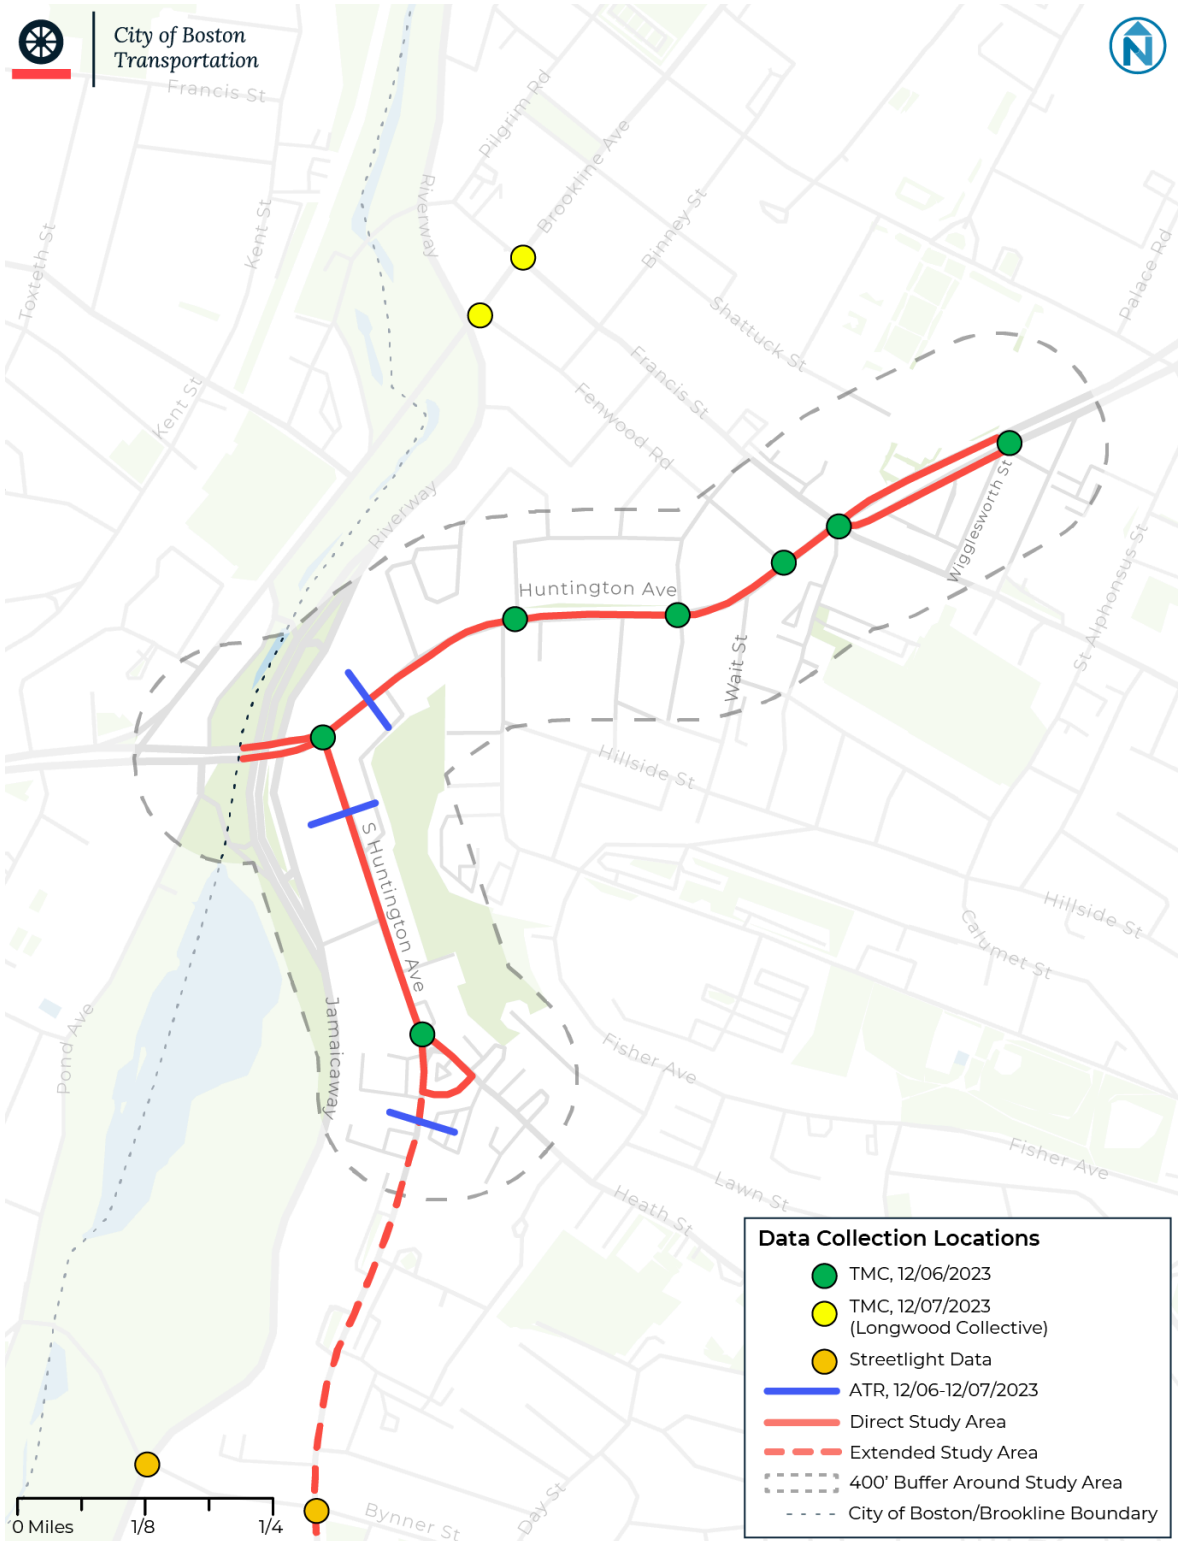 City of Boston
Transportation
N
Francis St
Pilgrim Rd
Brookline Ave
Riverway
Kent St
Binney St
Toxteth St
Palace Rd
Shattuck St
Francis St
Kent St
Fenwood Rd
Riverway
Wigglesworth St
St Alphonsus St
Huntington Ave
Wait St
Hillside St
S Huntington Ave
Hillside St
Calumet St
Jamaicaway
Pond Ave
Fisher Ave
Fisher Ave
Lawn St
Heath St
Day St
Bynner St
0 Miles 1/8 1/4
Data Collection Locations
TMC, 12/06/2023
TMC, 12/07/2023
(Longwood Collective)
Streetlight Data
ATR, 12/06-12/07/2023
Direct Study Area
Extended Study Area
400' Buffer Around Study Area
City of Boston/Brookline Boundary